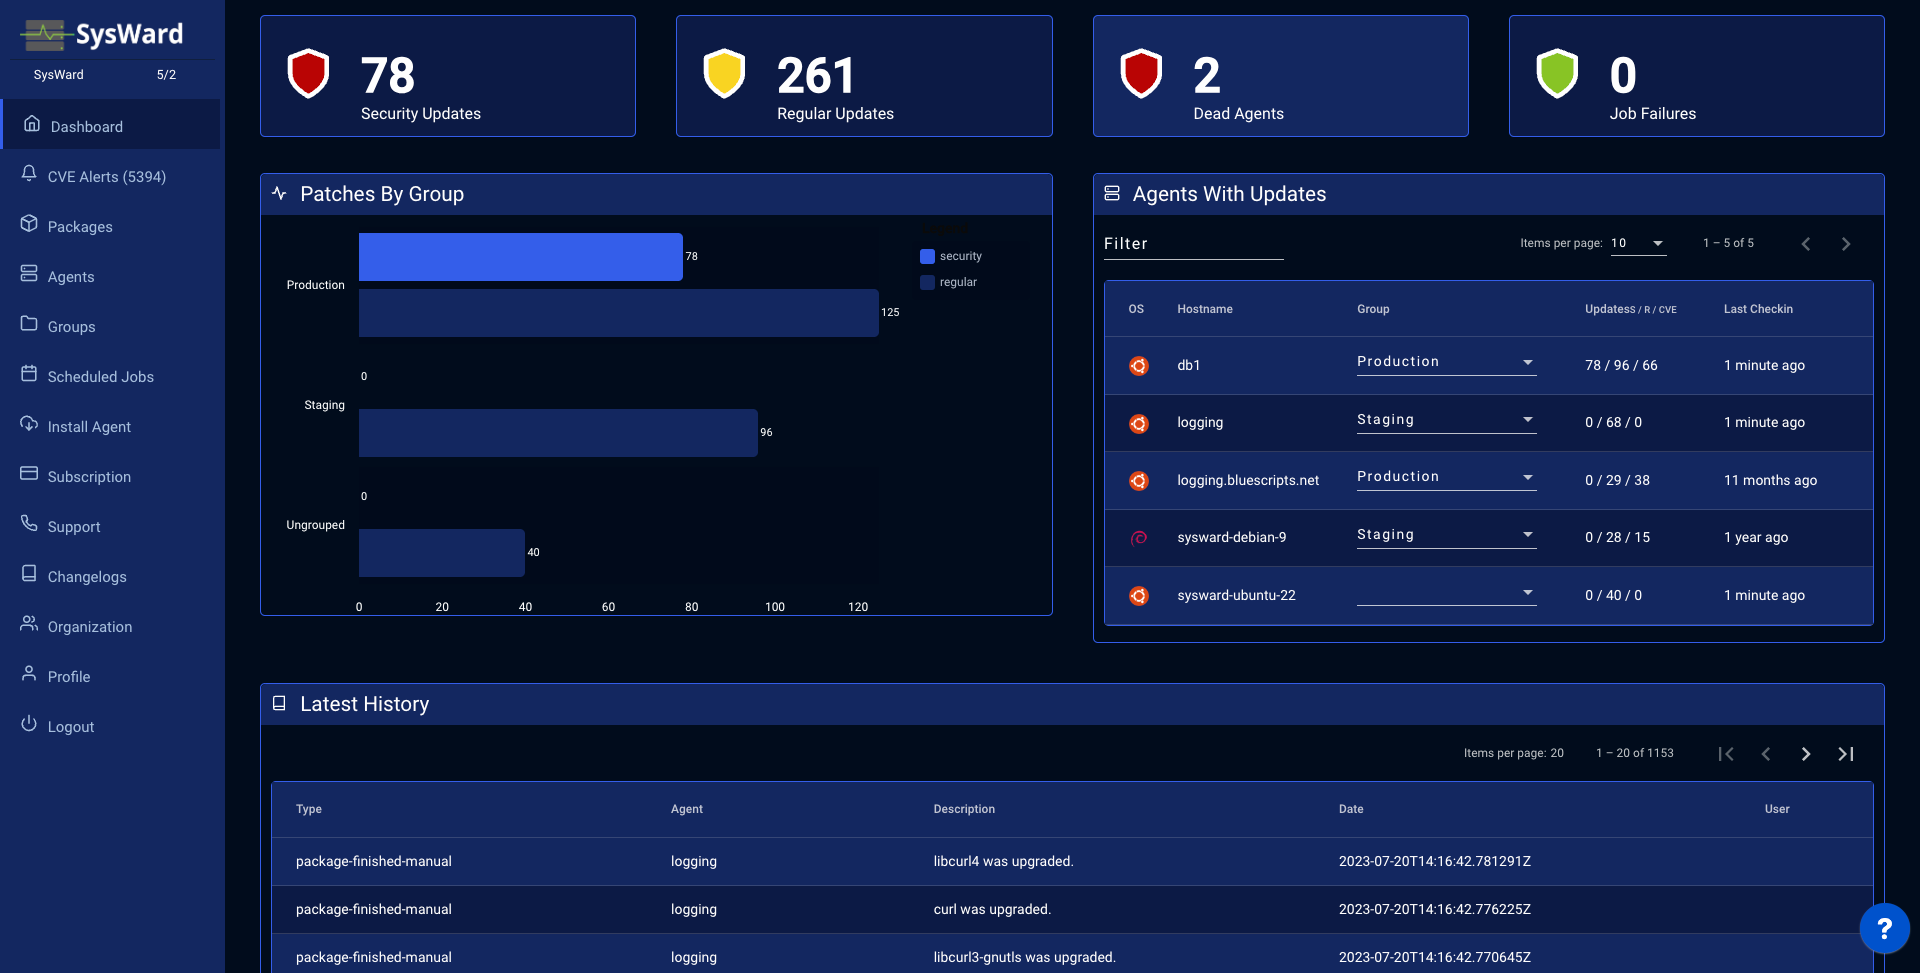 SysWard
SysWard 5/2
Dashboard
CVE Alerts (5394)
Packages
Agents
Groups
Scheduled Jobs
Install Agent
Subscription
Support
Changelogs
Organization
Profile
Logout
78
Security Updates
261
Regular Updates
2
Dead Agents
0
Job Failures
Patches By Group
security
regular
Production
78
125
Staging
0
96
Ungrouped
0
40
0 20 40 60 80 100 120
Agents With Updates
Filter Items per page: 10 1 – 5 of 5
OS Hostname Group UpdatesS / R / CVE Last Checkin
db1 Production 78 / 96 / 66 1 minute ago
logging Staging 0 / 68 / 0 1 minute ago
logging.bluescripts.net Production 0 / 29 / 38 11 months ago
sysward-debian-9 Staging 0 / 28 / 15 1 year ago
sysward-ubuntu-22 0 / 40 / 0 1 minute ago
Latest History
Items per page: 20 1 – 20 of 1153
Type Agent Description Date User
package-finished-manual logging libcurl4 was upgraded. 2023-07-20T14:16:42.781291Z
package-finished-manual logging curl was upgraded. 2023-07-20T14:16:42.776225Z
package-finished-manual logging libcurl3-gnutls was upgraded. 2023-07-20T14:16:42.770645Z
?